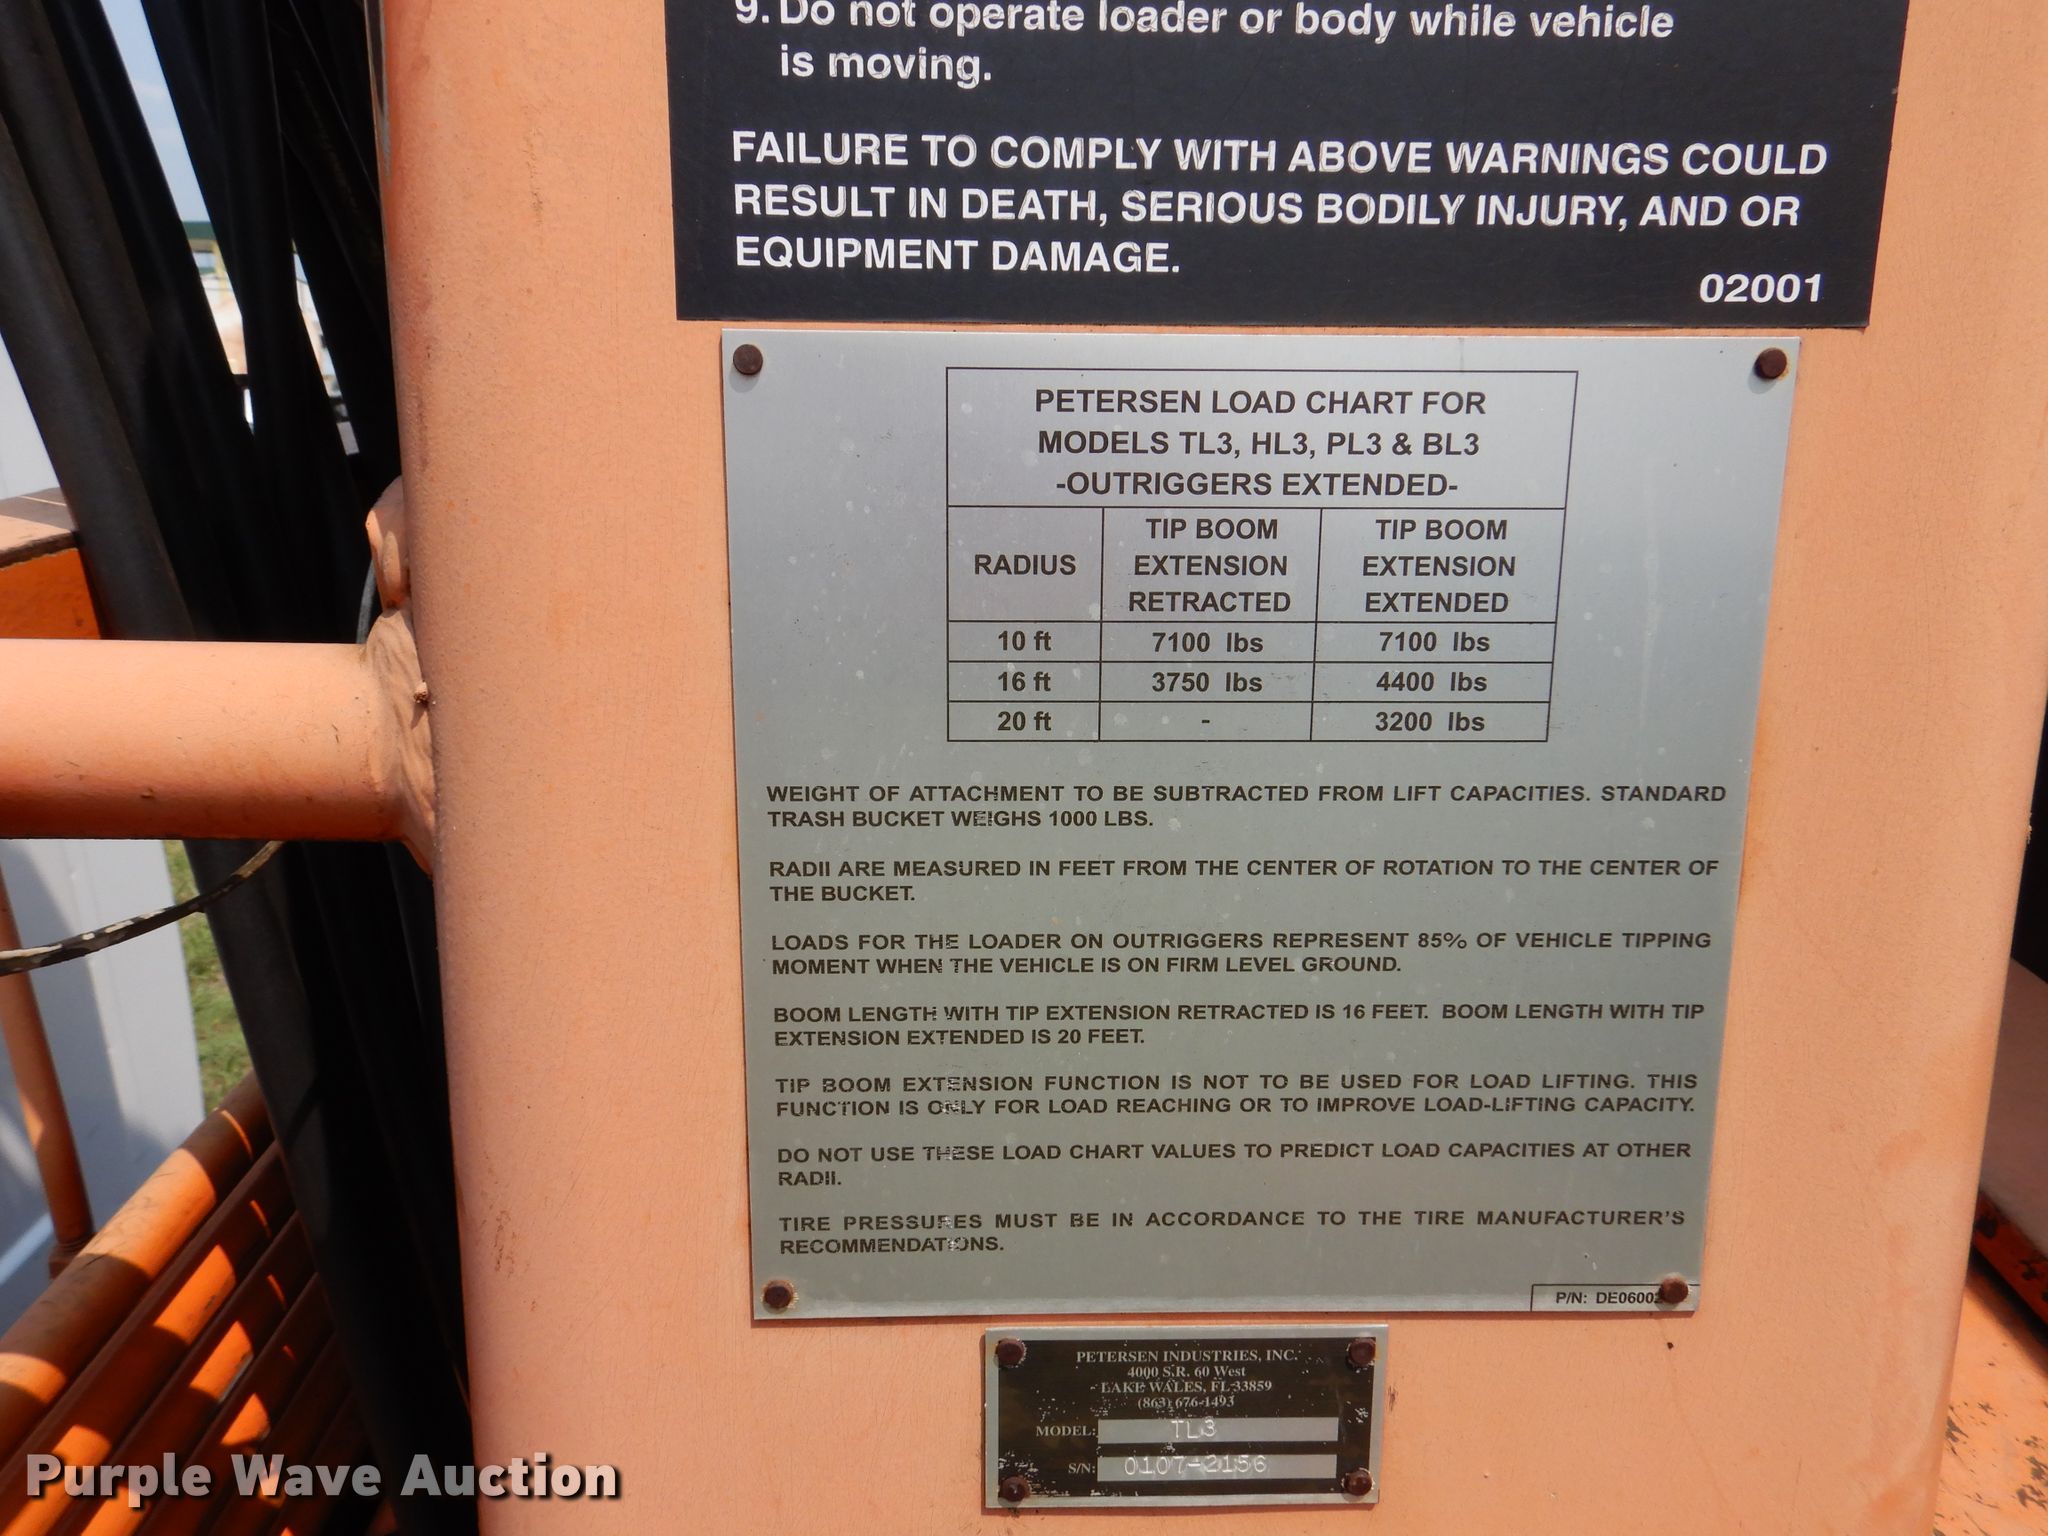 9. Do not operate loader or body while vehicle
is moving.
FAILURE TO COMPLY WITH ABOVE WARNINGS COULD
RESULT IN DEATH, SERIOUS BODILY INJURY, AND OR
EQUIPMENT DAMAGE.
02001
PETERSEN LOAD CHART FOR
MODELS TL3, HL3, PL3 & BL3
-OUTRIGGERS EXTENDED-
RADIUS TIP BOOM EXTENSION RETRACTED TIP BOOM EXTENSION EXTENDED
10 ft 7100 lbs 7100 lbs
16 ft 3750 lbs 4400 lbs
20 ft - 3200 lbs
WEIGHT OF ATTACHMENT TO BE SUBTRACTED FROM LIFT CAPACITIES. STANDARD
TRASH BUCKET WEIGHS 1000 LBS.
RADII ARE MEASURED IN FEET FROM THE CENTER OF ROTATION TO THE CENTER OF
THE BUCKET.
LOADS FOR THE LOADER ON OUTRIGGERS REPRESENT 85% OF VEHICLE TIPPING
MOMENT WHEN THE VEHICLE IS ON FIRM LEVEL GROUND.
BOOM LENGTH WITH TIP EXTENSION RETRACTED IS 16 FEET. BOOM LENGTH WITH TIP
EXTENSION EXTENDED IS 20 FEET.
TIP BOOM EXTENSION FUNCTION IS NOT TO BE USED FOR LOAD LIFTING. THIS
FUNCTION IS ONLY FOR LOAD REACHING OR TO IMPROVE LOAD-LIFTING CAPACITY.
DO NOT USE THESE LOAD CHART VALUES TO PREDICT LOAD CAPACITIES AT OTHER
RADII.
TIRE PRESSURES MUST BE IN ACCORDANCE TO THE TIRE MANUFACTURER'S
RECOMMENDATIONS.
P/N: DE06002
PETERSEN INDUSTRIES, INC.
4000 S.R. 60 West
LAKE WALES, FL 33859
(863) 676-1493
MODEL: TL3
S/N: 0107-2156
Purple Wave Auction